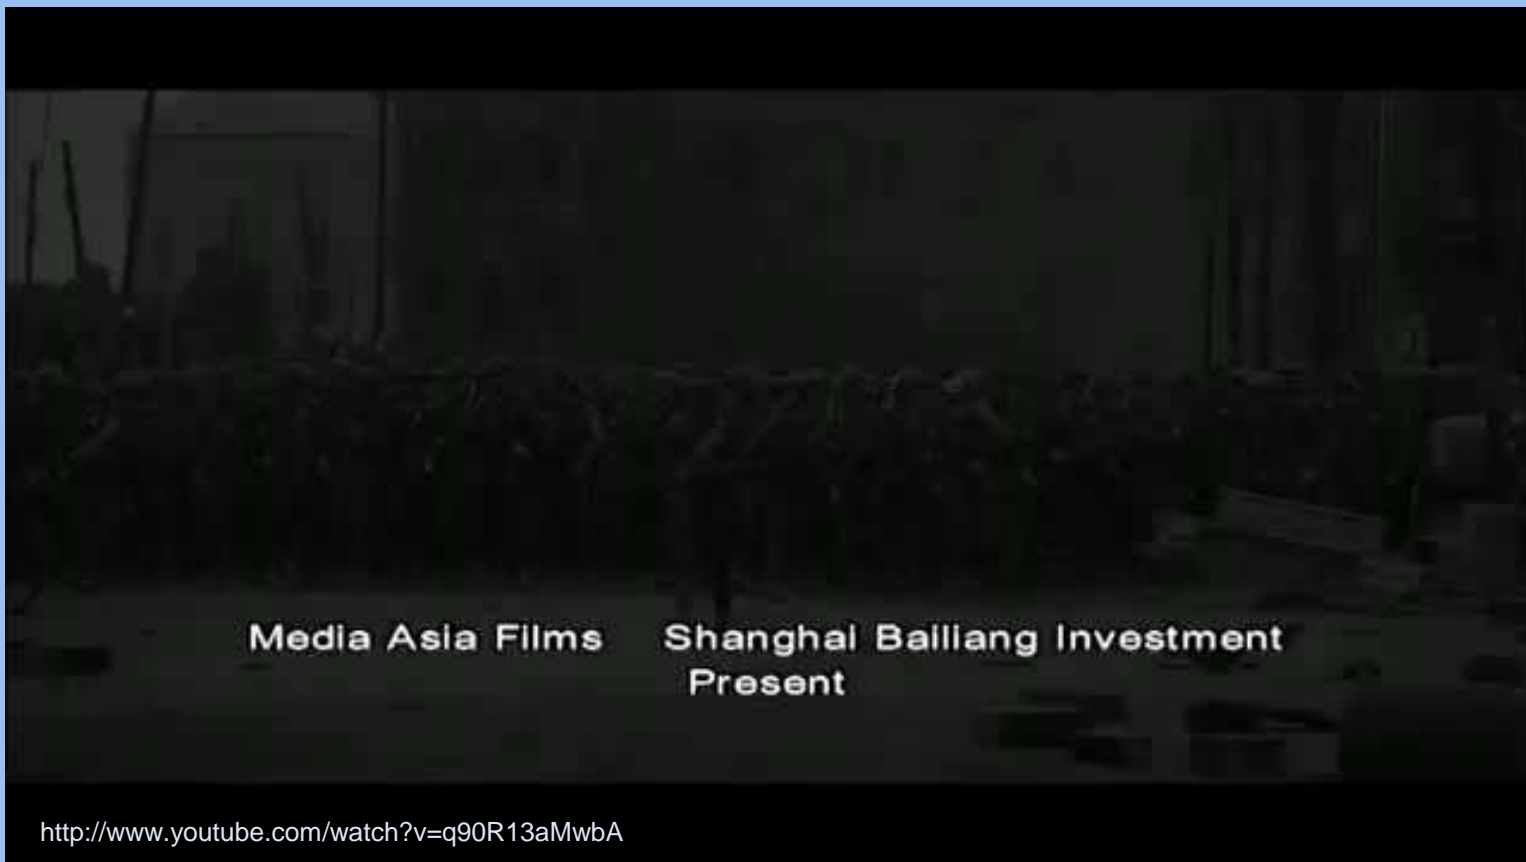 Media Asia Films Shanghai Bailiang Investment
Present
http://www.youtube.com/watch?v=q90R13aMwbA